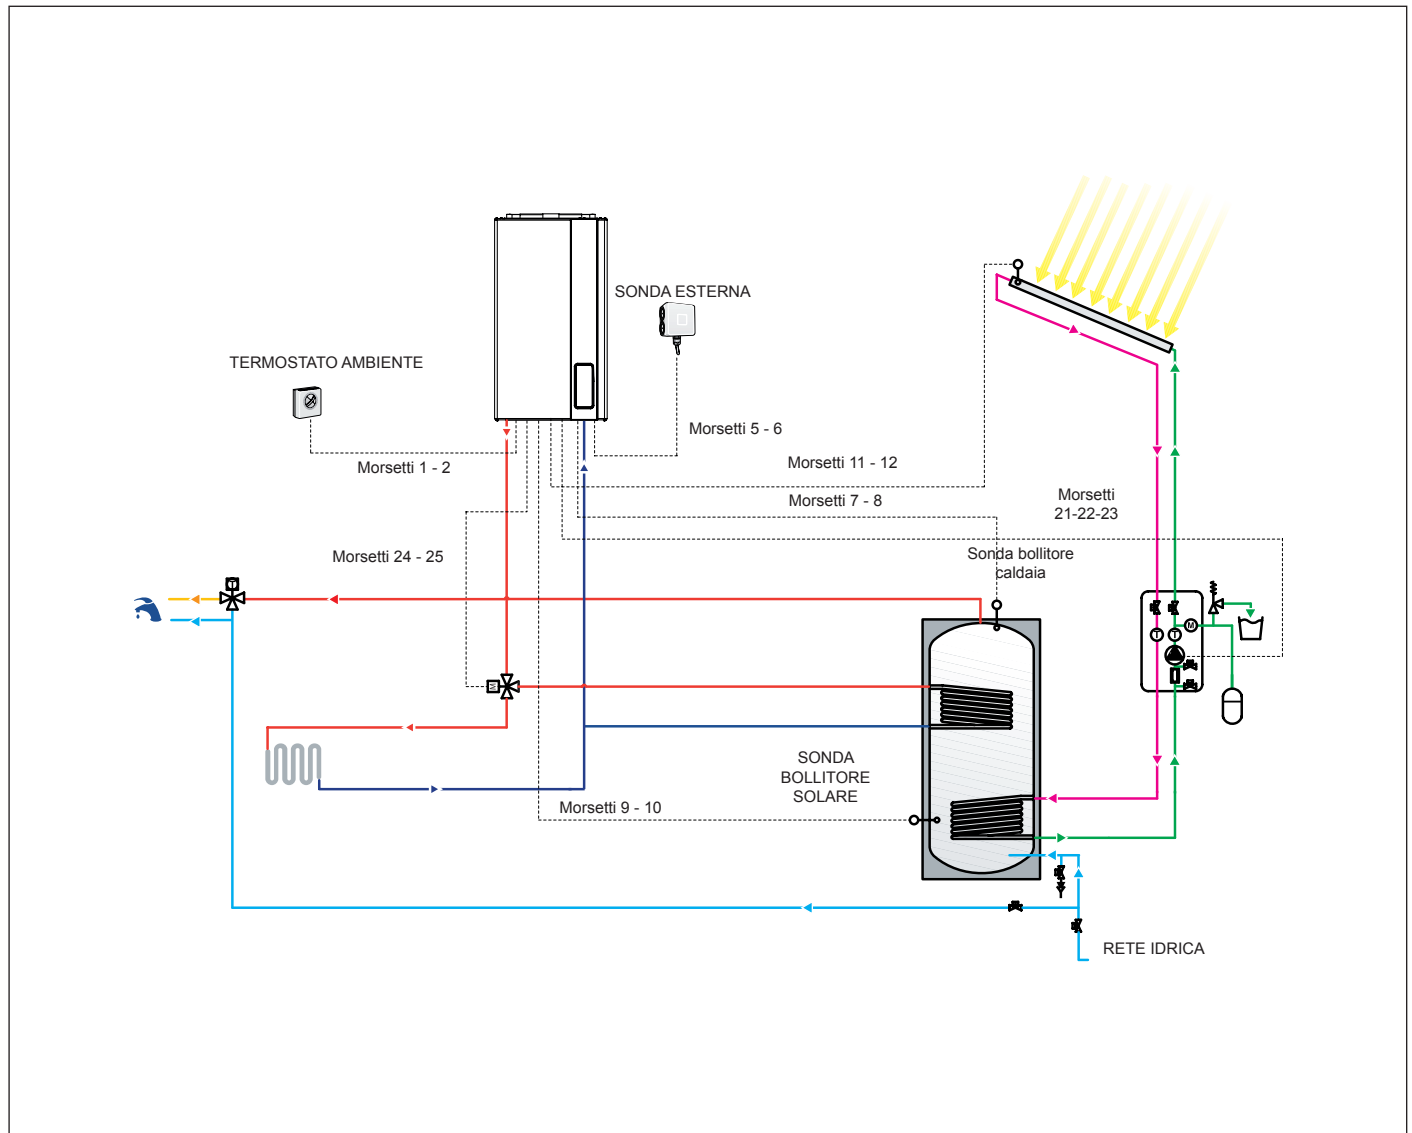 SONDA ESTERNA
TERMOSTATO AMBIENTE
Morsetti 5 - 6
Morsetti 1 - 2
Morsetti 11 - 12
Morsetti 7 - 8
Morsetti
21-22-23
Morsetti 24 - 25
Sonda bollitore
caldaia
T
M
T
T
M
SONDA
BOLLITORE
SOLARE
Morsetti 9 - 10
RETE IDRICA